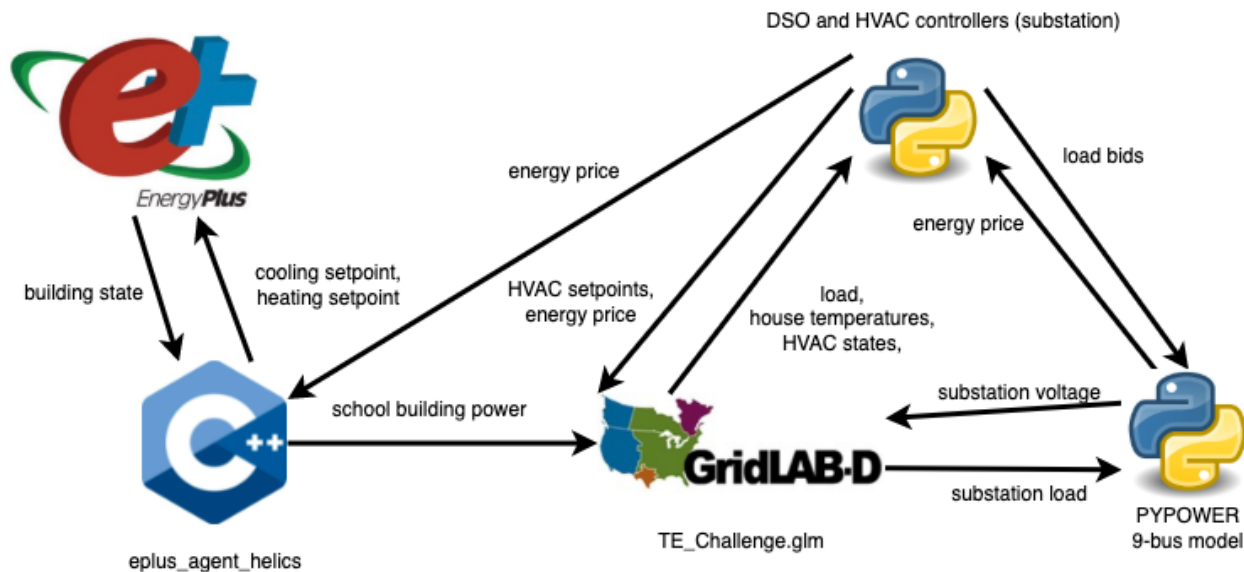 DSO and HVAC controllers (substation)
e+
EnergyPlus
energy price
load bids
energy price
building state
cooling setpoint,
heating setpoint
HVAC setpoints,
energy price
load,
house temperatures,
HVAC states,
C++
school building power
substation voltage
GridLAB-D
substation load
eplus_agent_helics
TE_Challenge.glm
PYPOWER
9-bus model